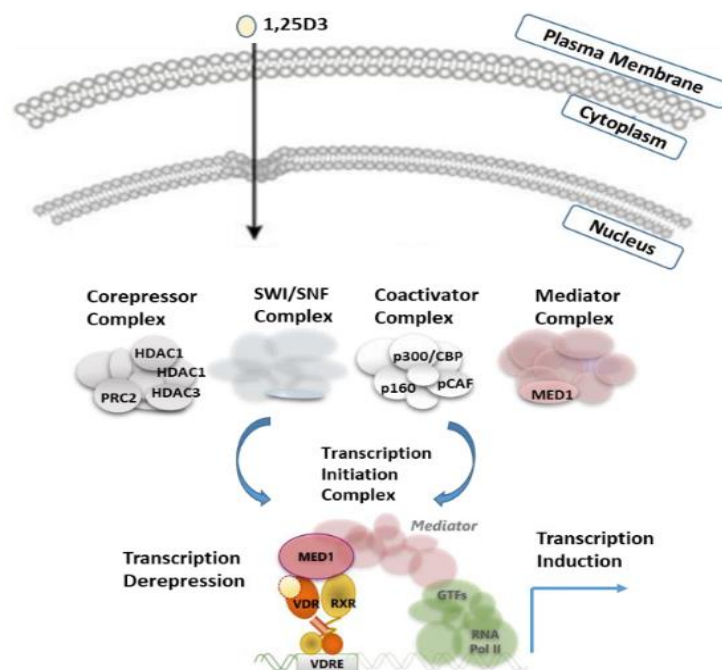 1,25D3
Plasma Membrane
Cytoplasm
Nucleus
Corepressor
Complex
SWI/SNF
Complex
Coactivator
Complex
Mediator
Complex
HDAC1
HDAC1
HDAC3
PRC2
p300/CBP
p160
pCAF
MED1
Transcription
Initiation
Complex
Mediator
Transcription
Derepression
MED1
VDR
RXR
VDRE
GTFs
RNA
Pol II
Transcription
Induction